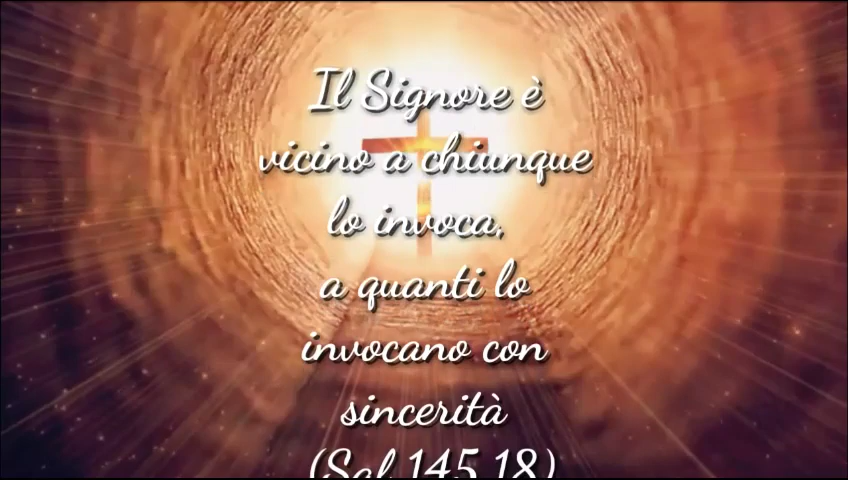 Il Signore è
vicino a chiunque
lo invoca,
a quanti lo
invocano con
sincerità
(Sal 145,18)